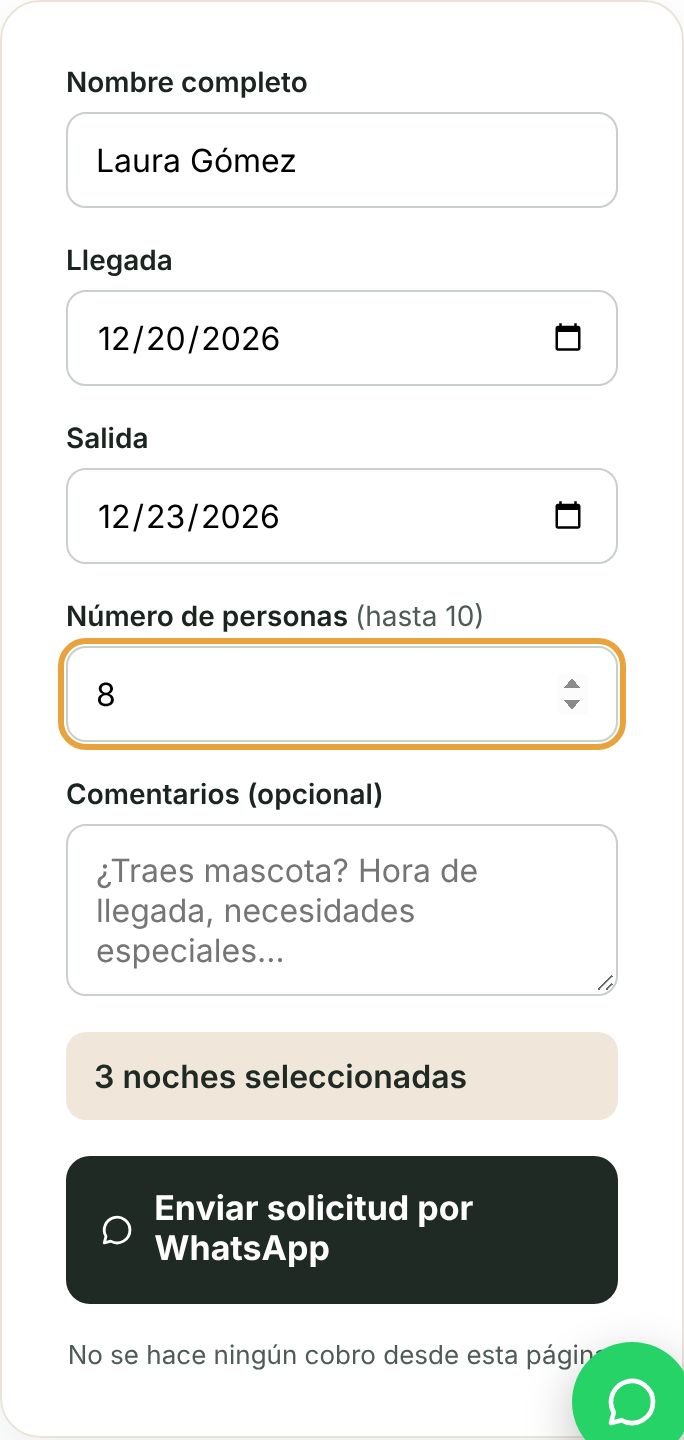 Nombre completo
Laura Gómez
Llegada
12/20/2026
Salida
12/23/2026
Número de personas (hasta 10)
8
Comentarios (opcional)
¿Traes mascota? Hora de
llegada, necesidades
especiales...
3 noches seleccionadas
Enviar solicitud por
WhatsApp
No se hace ningún cobro desde esta